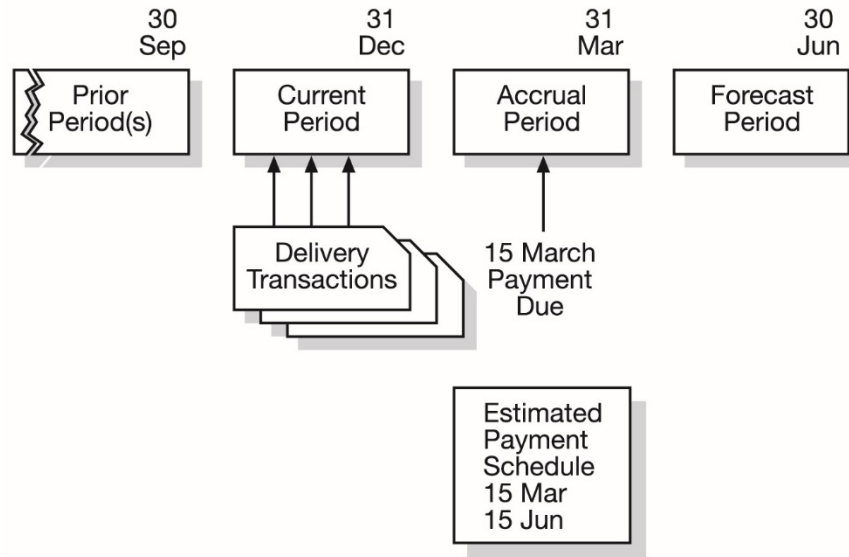 30
Sep
31
Dec
31
Mar
30
Jun
Prior
Period(s)
Current
Period
Accrual
Period
Forecast
Period
Delivery
Transactions
15 March
Payment
Due
Estimated
Payment
Schedule
15 Mar
15 Jun